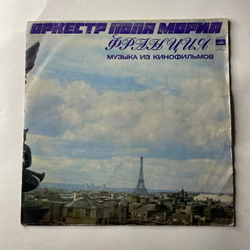 ОРКЕСТР ПОЛЯ МОРИА
ФРАНЦИЯ
МУЗЫКА ИЗ КИНОФИЛЬМОВ